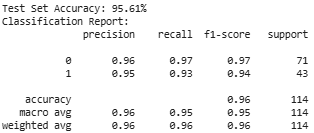 Test Set Accuracy: 95.61%
Classification Report:
precision recall f1-score support
0 0.96 0.97 0.97 71
1 0.95 0.93 0.94 43
accuracy 0.96 114
macro avg 0.96 0.95 0.95 114
weighted avg 0.96 0.96 0.96 114